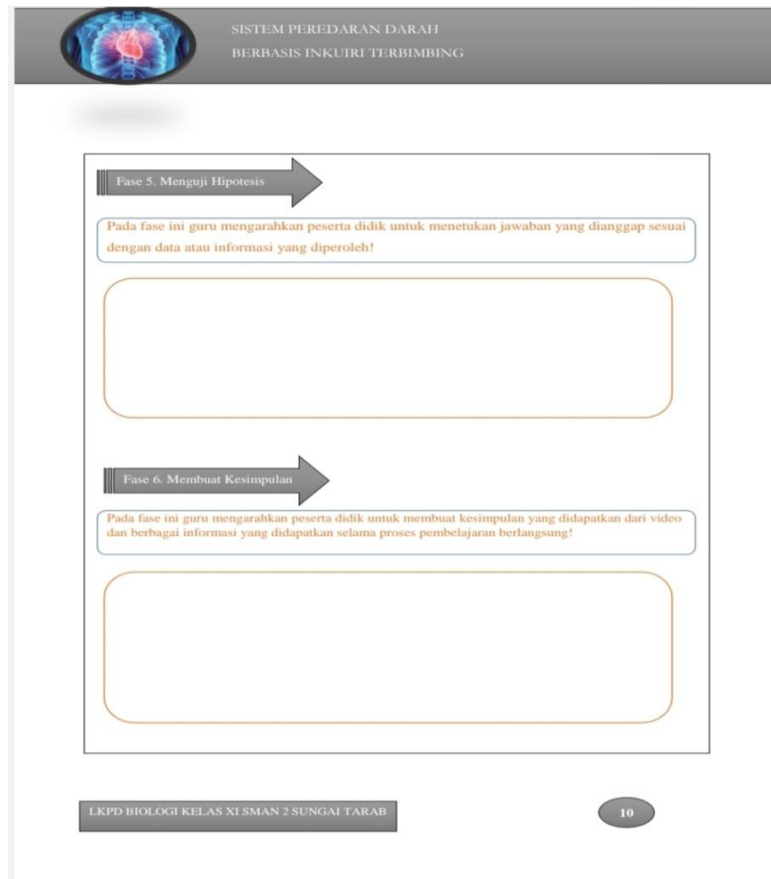 SISTEM PEREDARAN DARAH
BERBASIS INKUIRI TERBIMBING
Fase 5. Menguji Hipotesis
Pada fase ini guru mengarahkan peserta didik untuk menetukan jawaban yang dianggap sesuai
dengan data atau informasi yang diperoleh!
Fase 6. Membuat Kesimpulan
Pada fase ini guru mengarahkan peserta didik untuk membuat kesimpulan yang didapatkan dari video
dan berbagai informasi yang didapatkan selama proses pembelajaran berlangsung!
LKPD BIOLOGI KELAS XI SMAN 2 SUNGAI TARAB
10